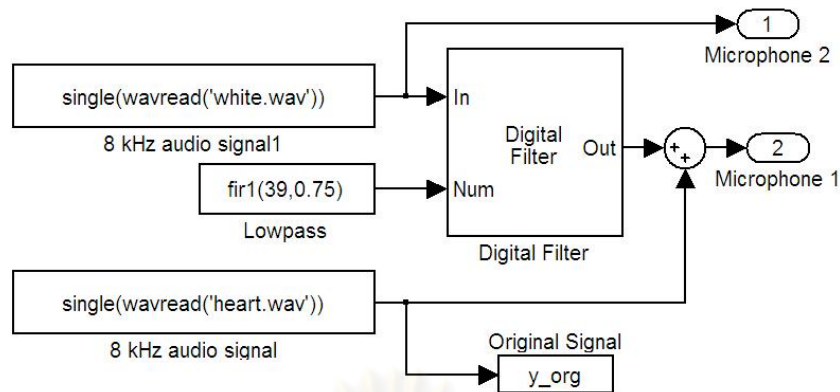 1
Microphone 2
single(wavread('white.wav'))
8 kHz audio signal1
In
Digital
Filter
Out
Num
Digital Filter
fir1(39,0.75)
Lowpass
+
+
2
Microphone 1
single(wavread('heart.wav'))
8 kHz audio signal
Original Signal
y_org